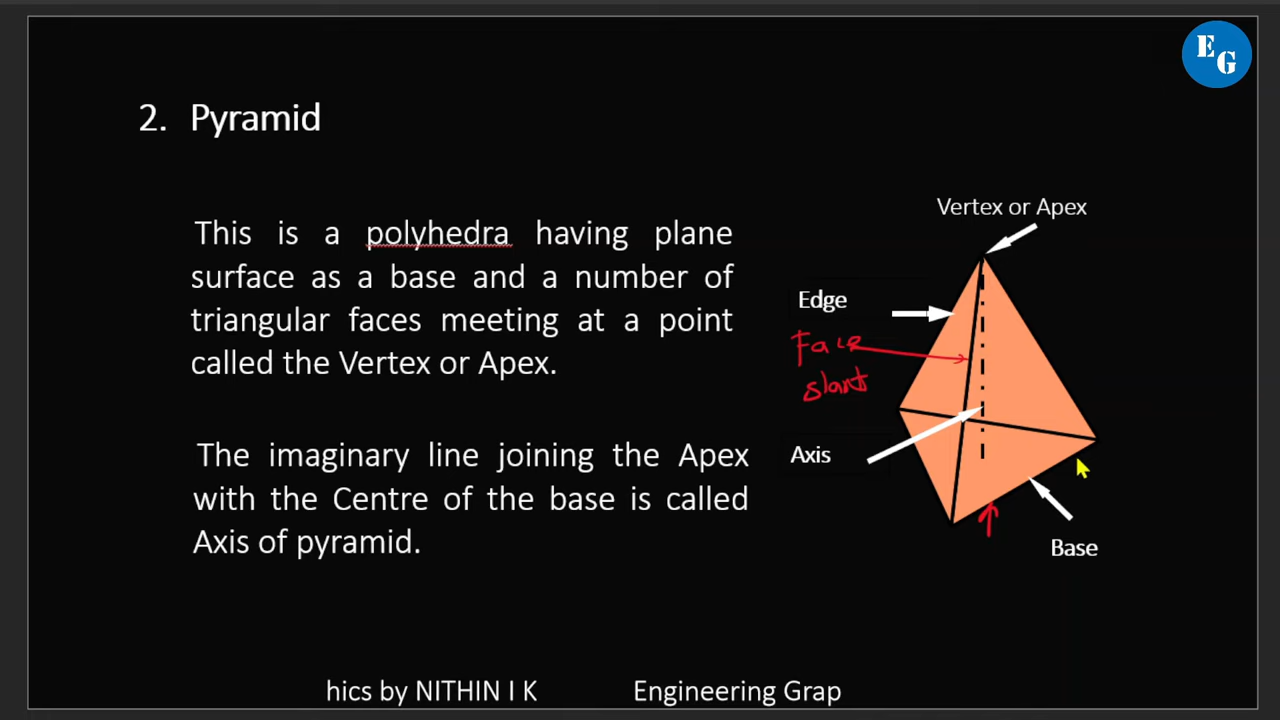 E
G
2. Pyramid
This is a polyhedra having plane
surface as a base and a number of
triangular faces meeting at a point
called the Vertex or Apex.
The imaginary line joining the Apex
with the Centre of the base is called
Axis of pyramid.
Vertex or Apex
Edge
Face
slant
Axis
Base
hics by NITHIN I K Engineering Grap